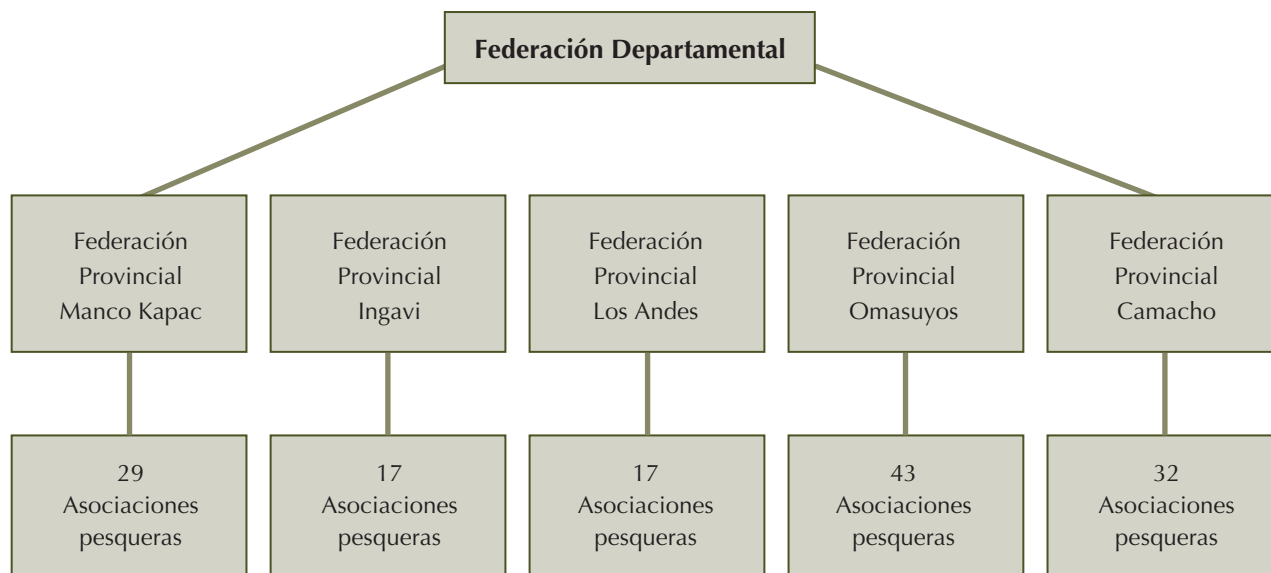 Federación Departamental
Federación
Provincial
Manco Kapac
Federación
Provincial
Ingavi
Federación
Provincial
Los Andes
Federación
Provincial
Omasuyos
Federación
Provincial
Camacho
29
Asociaciones
pesqueras
17
Asociaciones
pesqueras
17
Asociaciones
pesqueras
43
Asociaciones
pesqueras
32
Asociaciones
pesqueras